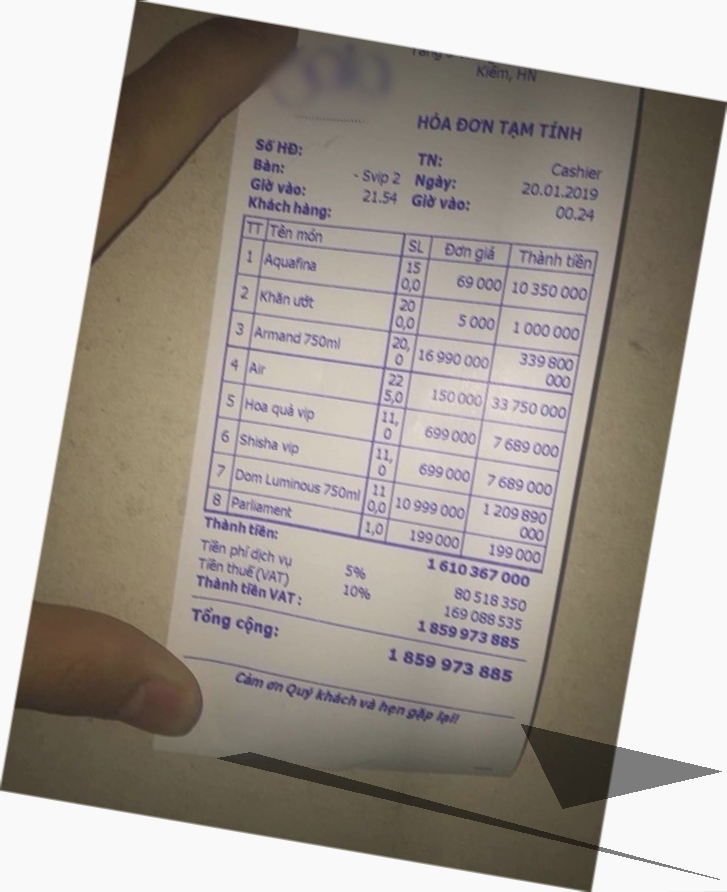 Kiếm, HN
HÓA ĐƠN TẠM TÍNH
Số HĐ: TN: Cashier
Bàn: - Svip 2 Ngày: 20.01.2019
Giờ vào: 21.54 Giờ vào: 00.24
Khách hàng:
TT Tên món SL Đơn giá Thành tiền
1 Aquafina 150,0 69 000 10 350 000
2 Khăn ướt 200,0 5 000 1 000 000
3 Armand 750ml 20,0 16 990 000 339 800 000
4 Air 225,0 150 000 33 750 000
5 Hoa quả vip 11,0 699 000 7 689 000
6 Shisha vip 11,0 699 000 7 689 000
7 Dom Luminous 750ml 110,0 10 999 000 1 209 890 000
8 Parliament 1,0 199 000 199 000
Thành tiền: 1 610 367 000
Tiền phí dịch vụ 5% 80 518 350
Tiền thuế (VAT) 10% 169 088 535
Thành tiền VAT : 1 859 973 885
Tổng cộng: 1 859 973 885
Cảm ơn Quý khách và hẹn gặp lại!